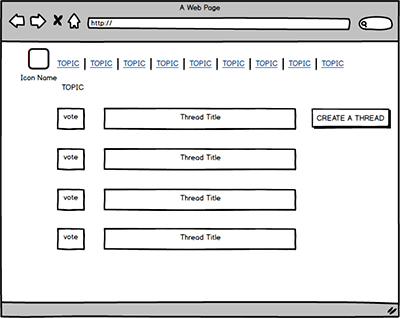 A Web Page
http://
TOPIC | TOPIC | TOPIC | TOPIC | TOPIC | TOPIC | TOPIC | TOPIC | TOPIC
Icon Name
TOPIC
vote Thread Title CREATE A THREAD
vote Thread Title
vote Thread Title
vote Thread Title